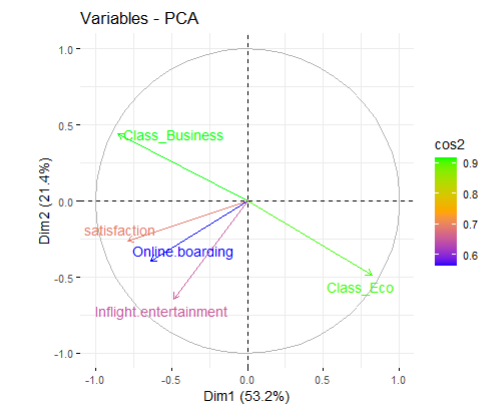 Variables - PCA
1.0
0.5
0.0
-0.5
-1.0
Dim2 (21.4%)
Class_Business
satisfaction
Online.boarding
Inflight.entertainment
Class_Eco
-1.0 -0.5 0.0 0.5 1.0
Dim1 (53.2%)
cos2
0.9
0.8
0.7
0.6